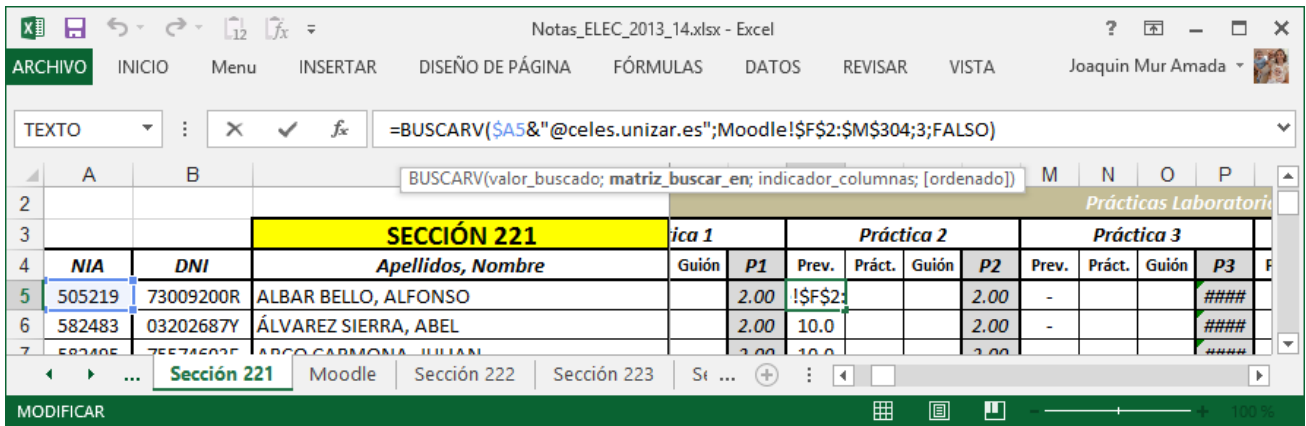 Notas_ELEC_2013_14.xlsx - Excel
ARCHIVO INICIO Menu INSERTAR DISEÑO DE PÁGINA FÓRMULAS DATOS REVISAR VISTA Joaquin Mur Amada
TEXTO fx =BUSCARV($A5&"@celes.unizar.es";Moodle!$F$2:$M$304;3;FALSO)
BUSCARV(valor_buscado; matriz_buscar_en; indicador_columnas; [ordenado])
A B M N O P
2 Prácticas Laboratori
3 SECCIÓN 221 ica 1 Práctica 2 Práctica 3
4 NIA DNI Apellidos, Nombre Guión P1 Prev. Práct. Guión P2 Prev. Práct. Guión P3
5 505219 73009200R ALBAR BELLO, ALFONSO 2.00 !$F$2: 2.00 - ####
6 582483 03202687Y ÁLVAREZ SIERRA, ABEL 2.00 10.0 2.00 - ####
... Sección 221 Moodle Sección 222 Sección 223 Se ...
MODIFICAR 100 %